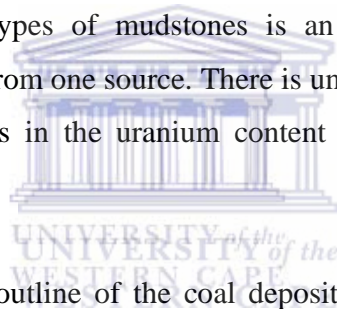 ypes of mudstones is an
rom one source. There is un
s in the uranium content
UNIVERSITY of the
WESTERN CAPE
outline of the coal deposit